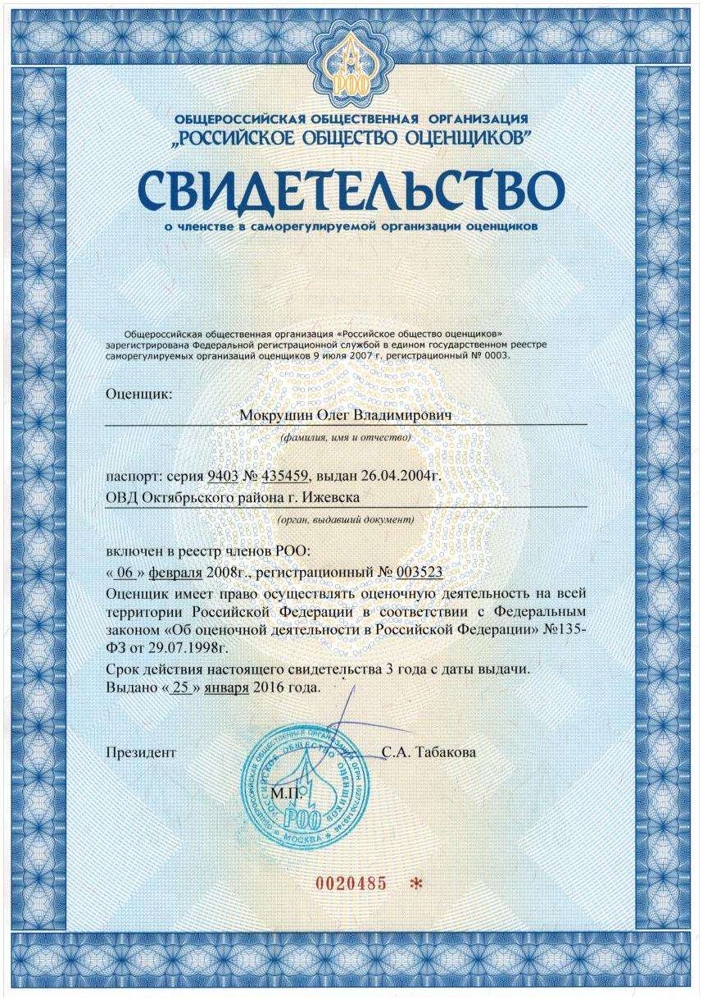 РОО
ОБЩЕРОССИЙСКАЯ ОБЩЕСТВЕННАЯ ОРГАНИЗАЦИЯ
„РОССИЙСКОЕ ОБЩЕСТВО ОЦЕНЩИКОВ”
СВИДЕТЕЛЬСТВО
о членстве в саморегулируемой организации оценщиков
Общероссийская общественная организация «Российское общество оценщиков»
зарегистрирована Федеральной регистрационной службой в едином государственном реестре
саморегулируемых организаций оценщиков 9 июля 2007 г. регистрационный № 0003.
Оценщик:
Мокрушин Олег Владимирович
(фамилия, имя и отчество)
паспорт: серия 9403 № 435459, выдан 26.04.2004г.
ОВД Октябрьского района г. Ижевска
(орган, выдавший документ)
включен в реестр членов РОО:
« 06 » февраля 2008г., регистрационный № 003523
Оценщик имеет право осуществлять оценочную деятельность на всей
территории Российской Федерации в соответствии с Федеральным
законом «Об оценочной деятельности в Российской Федерации» №135-
ФЗ от 29.07.1998г.
Срок действия настоящего свидетельства 3 года с даты выдачи.
Выдано « 25 » января 2016 года.
Президент С.А. Табакова
ОБЩЕРОССИЙСКАЯ ОБЩЕСТВЕННАЯ ОРГАНИЗАЦИЯ ОГРН
РОССИЙСКОЕ ОБЩЕСТВО ОЦЕНЩИКОВ
М.П.
РОО
* МОСКВА *
0020485 *